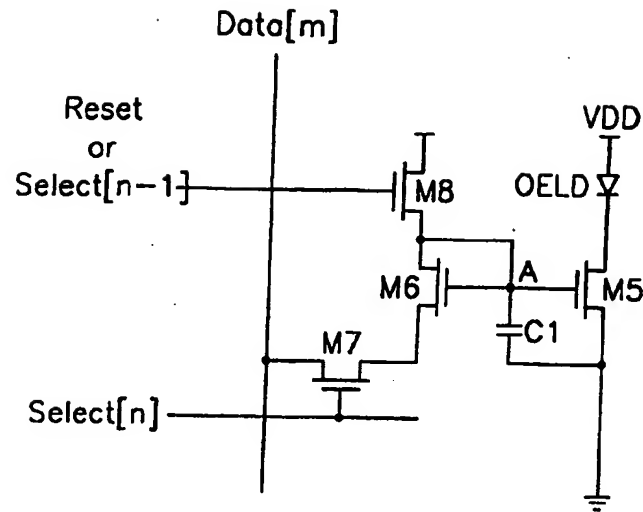 Data[m]
Reset
or
Select[n-1]
VDD
OELD
M8
M6
A
M5
C1
M7
Select[n]